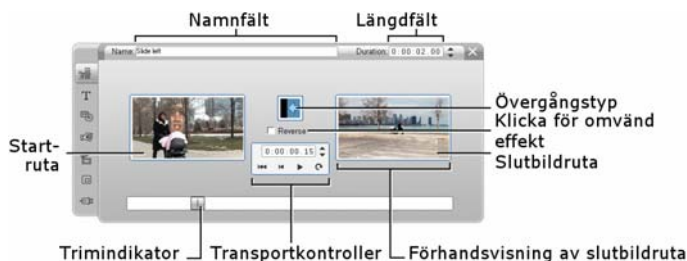 Namnfält Längdfält
Name: Slide left Duration: 0:00:02.00
Övergångstyp
Klicka för omvänd
effekt
Reverse
Start-
ruta
Slutbildruta
0:00:00.15
Trimindikator Transportkontroller Förhandsvisning av slutbildruta